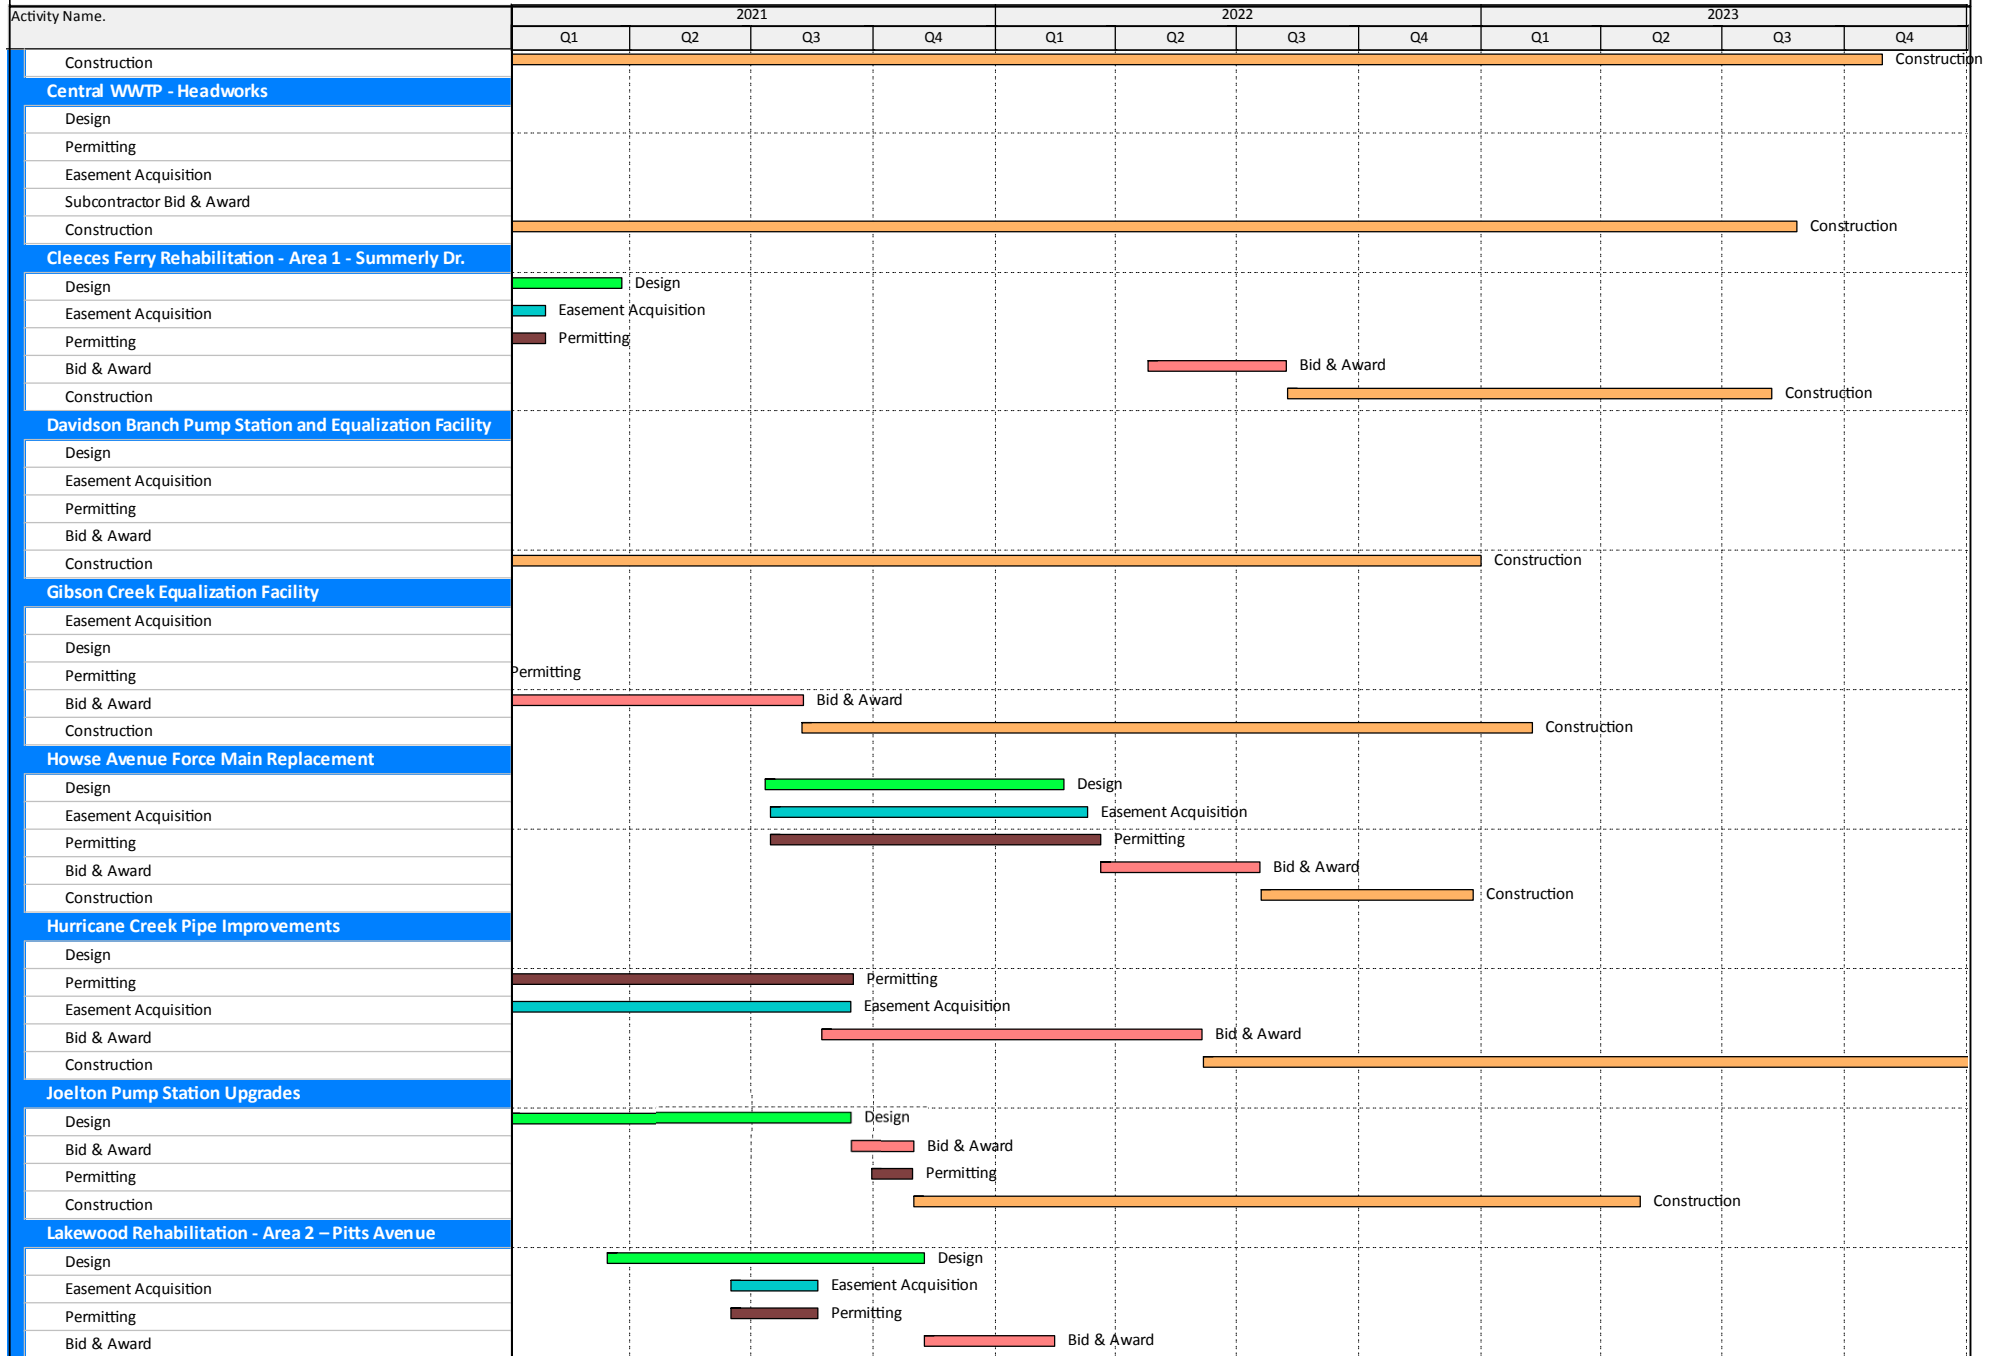 Activity Name.
2021 2022 2023
Q1 Q2 Q3 Q4 Q1 Q2 Q3 Q4 Q1 Q2 Q3 Q4
Construction Construction
Central WWTP - Headworks
Design
Permitting
Easement Acquisition
Subcontractor Bid & Award
Construction Construction
Cleeces Ferry Rehabilitation - Area 1 - Summerly Dr.
Design Design
Easement Acquisition Easement Acquisition
Permitting Permitting
Bid & Award Bid & Award
Construction Construction
Davidson Branch Pump Station and Equalization Facility
Design
Easement Acquisition
Permitting
Bid & Award
Construction Construction
Gibson Creek Equalization Facility
Easement Acquisition
Design
Permitting Permitting
Bid & Award Bid & Award
Construction Construction
Howse Avenue Force Main Replacement
Design Design
Easement Acquisition Easement Acquisition
Permitting Permitting
Bid & Award Bid & Award
Construction Construction
Hurricane Creek Pipe Improvements
Design
Permitting Permitting
Easement Acquisition Easement Acquisition
Bid & Award Bid & Award
Construction
Joelton Pump Station Upgrades
Design Design
Bid & Award Bid & Award
Permitting Permitting
Construction Construction
Lakewood Rehabilitation - Area 2 – Pitts Avenue
Design Design
Easement Acquisition Easement Acquisition
Permitting Permitting
Bid & Award Bid & Award